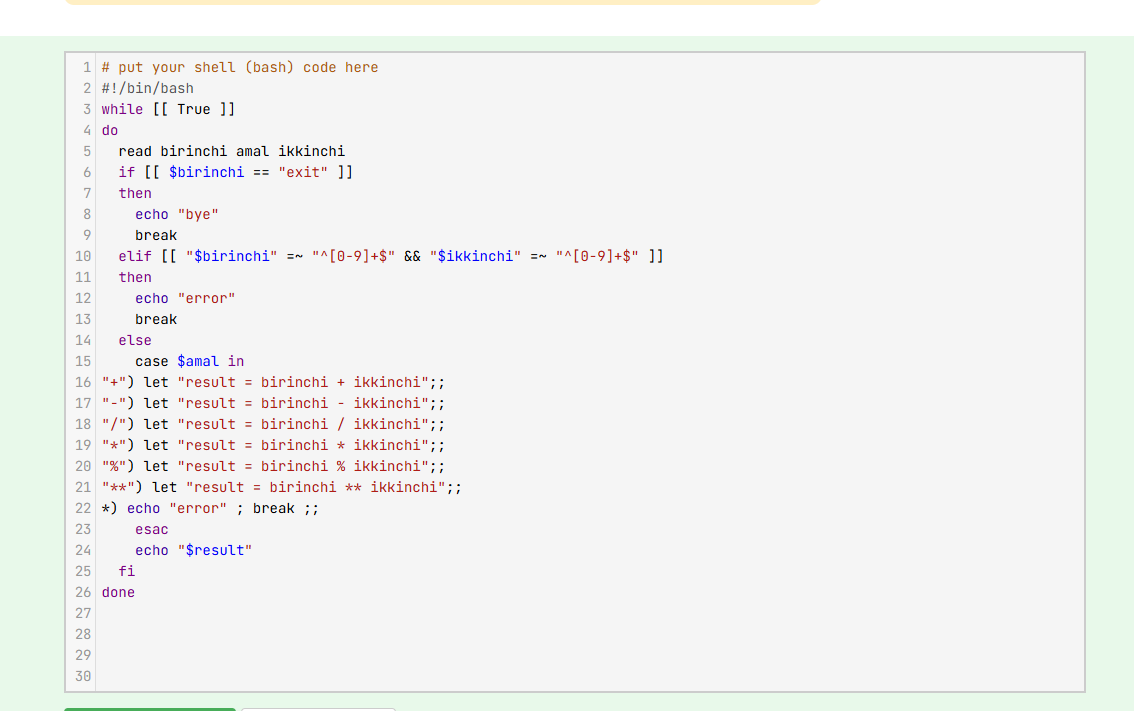 1 # put your shell (bash) code here
2 #!/bin/bash
3 while [[ True ]]
4 do
5   read birinchi amal ikkinchi
6   if [[ $birinchi == "exit" ]]
7   then
8     echo "bye"
9     break
10   elif [[ "$birinchi" =~ "^[0-9]+$" && "$ikkinchi" =~ "^[0-9]+$" ]]
11   then
12     echo "error"
13     break
14   else
15     case $amal in
16 "+") let "result = birinchi + ikkinchi";;
17 "-") let "result = birinchi - ikkinchi";;
18 "/") let "result = birinchi / ikkinchi";;
19 "*") let "result = birinchi * ikkinchi";;
20 "%") let "result = birinchi % ikkinchi";;
21 "**") let "result = birinchi ** ikkinchi";;
22 *) echo "error" ; break ;;
23     esac
24     echo "$result"
25   fi
26 done
27
28
29
30